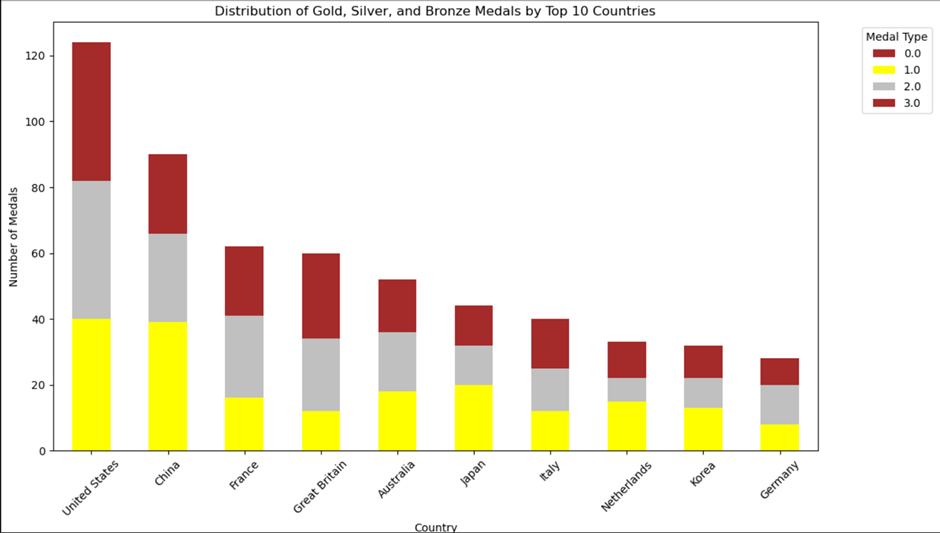 Distribution of Gold, Silver, and Bronze Medals by Top 10 Countries
Medal Type
0.0
1.0
2.0
3.0
Number of Medals
120
100
80
60
40
20
0
United States
China
France
Great Britain
Australia
Japan
Italy
Netherlands
Korea
Germany
Country